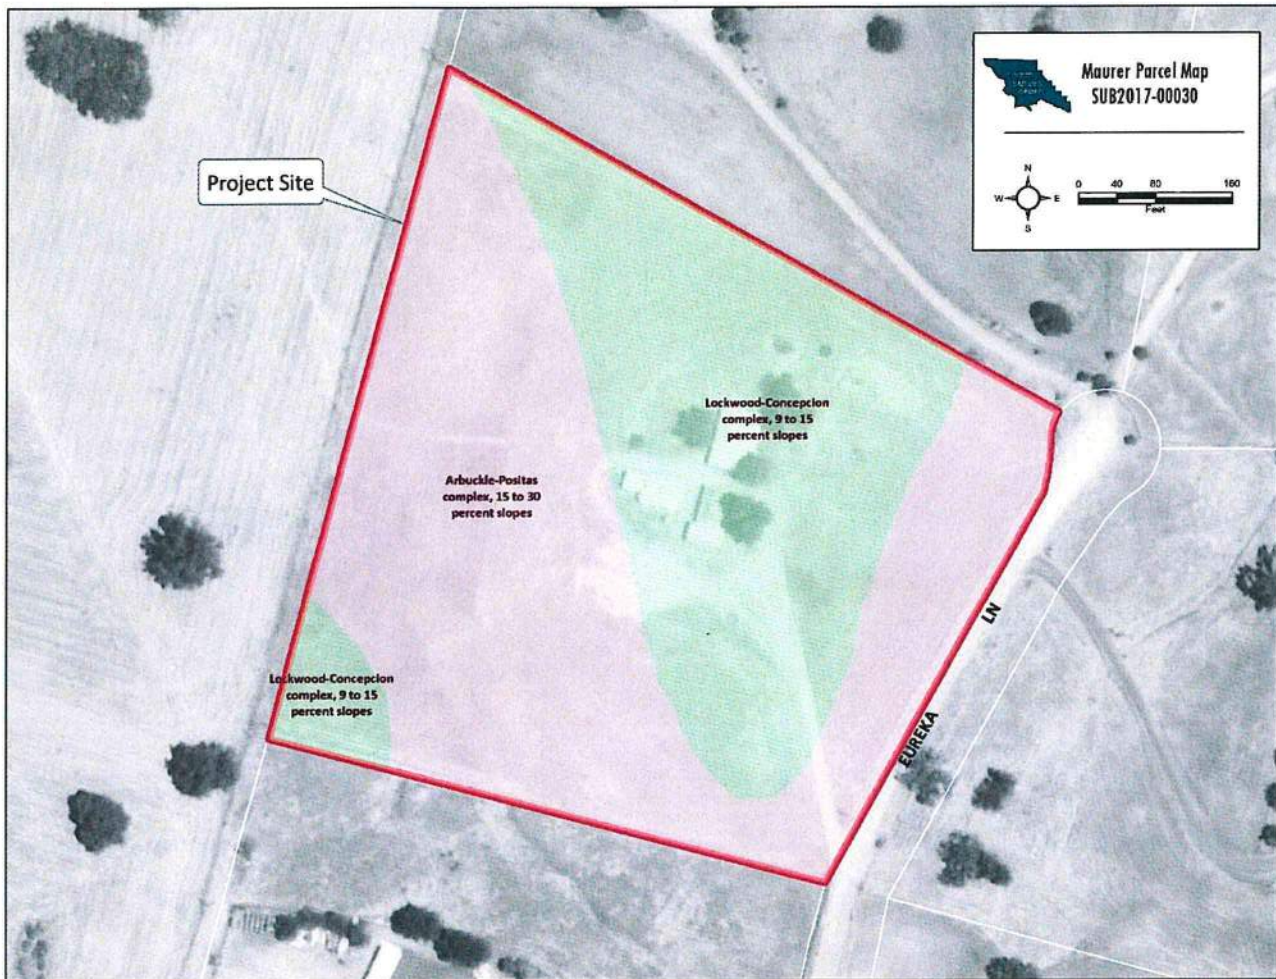 Maurer Parcel Map
SUB2017-00030
N
W E
S
0 40 80 160
Feet
Project Site
Lockwood-Concepcion
complex, 9 to 15
percent slopes
Arbuckle-Positas
complex, 15 to 30
percent slopes
Lockwood-Concepcion
complex, 9 to 15
percent slopes
EUREKA LN